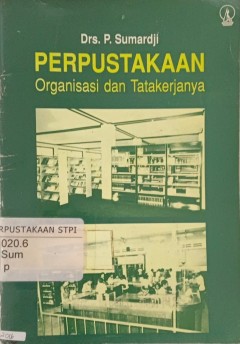 Drs. P. Sumardji
PERPUSTAKAAN
Organisasi dan Tatakerjanya
RPUSTAKAAN STPI
020.6
Sum
p